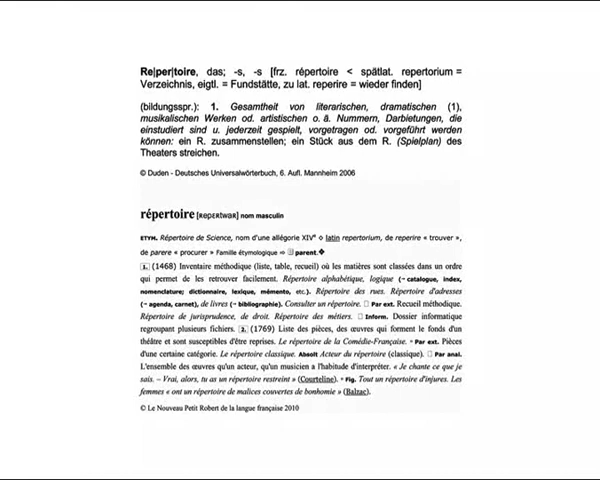 Re|per|toire, das; -s, -s [frz. répertoire < spätlat. repertorium =
Verzeichnis, eigtl. = Fundstätte, zu lat. reperire = wieder finden]
(bildungsspr.): 1. Gesamtheit von literarischen, dramatischen (1),
musikalischen Werken od. artistischen o. ä. Nummern, Darbietungen, die
einstudiert sind u. jederzeit gespielt, vorgetragen od. vorgeführt werden
können: ein R. zusammenstellen; ein Stück aus dem R. (Spielplan) des
Theaters streichen.
© Duden - Deutsches Universalwörterbuch, 6. Aufl. Mannheim 2006
répertoire [ʀepɛʀtwaʀ] nom masculin
ETYM. Répertoire de Science, nom d'une allégorie XIVᵉ ◊ latin repertorium, de reperire « trouver »,
de parere « procurer » Famille étymologique ⇨ parent.❖
1. (1468) Inventaire méthodique (liste, table, recueil) où les matières sont classées dans un ordre
qui permet de les retrouver facilement. Répertoire alphabétique, logique (→ catalogue, index,
nomenclature; dictionnaire, lexique, mémento, etc.). Répertoire des rues. Répertoire d'adresses
(→ agenda, carnet), de livres (→ bibliographie). Consulter un répertoire. □ Par ext. Recueil méthodique.
Répertoire de jurisprudence, de droit. Répertoire des métiers. □ Inform. Dossier informatique
regroupant plusieurs fichiers. 2. (1769) Liste des pièces, des œuvres qui forment le fonds d'un
théâtre et sont susceptibles d'être reprises. Le répertoire de la Comédie-Française. ▫ Par ext. Pièces
d'une certaine catégorie. Le répertoire classique. Absolt Acteur du répertoire (classique). □ Par anal.
L'ensemble des œuvres qu'un acteur, qu'un musicien a l'habitude d'interpréter. « Je chante ce que je
sais. – Vrai, alors, tu as un répertoire restreint » (Courteline). ▫ Fig. Tout un répertoire d'injures. Les
femmes « ont un répertoire de malices couvertes de bonhomie » (Balzac).
© Le Nouveau Petit Robert de la langue française 2010